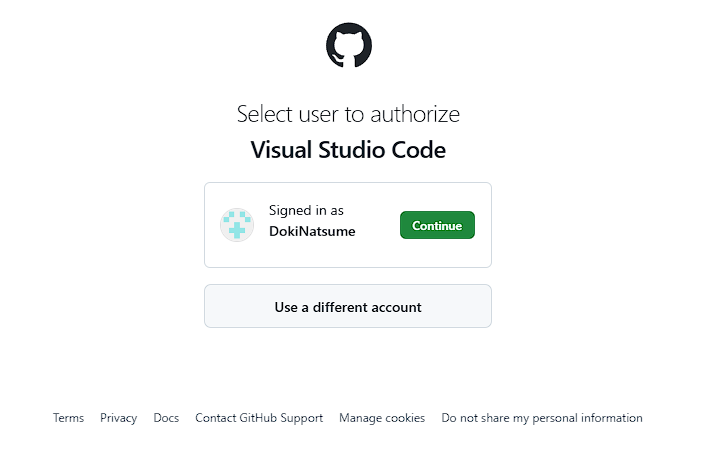 Select user to authorize
Visual Studio Code
Signed in as
DokiNatsume
Continue
Use a different account
Terms Privacy Docs Contact GitHub Support Manage cookies Do not share my personal information